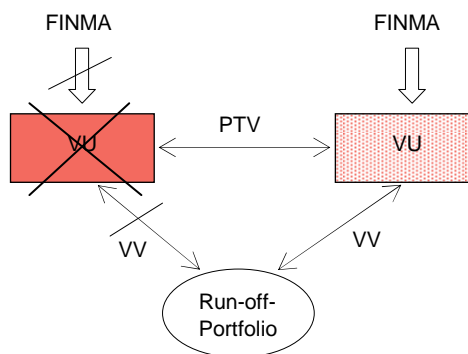 FINMA
FINMA
VU
PTV
VU
VV
VV
Run-off-
Portfolio